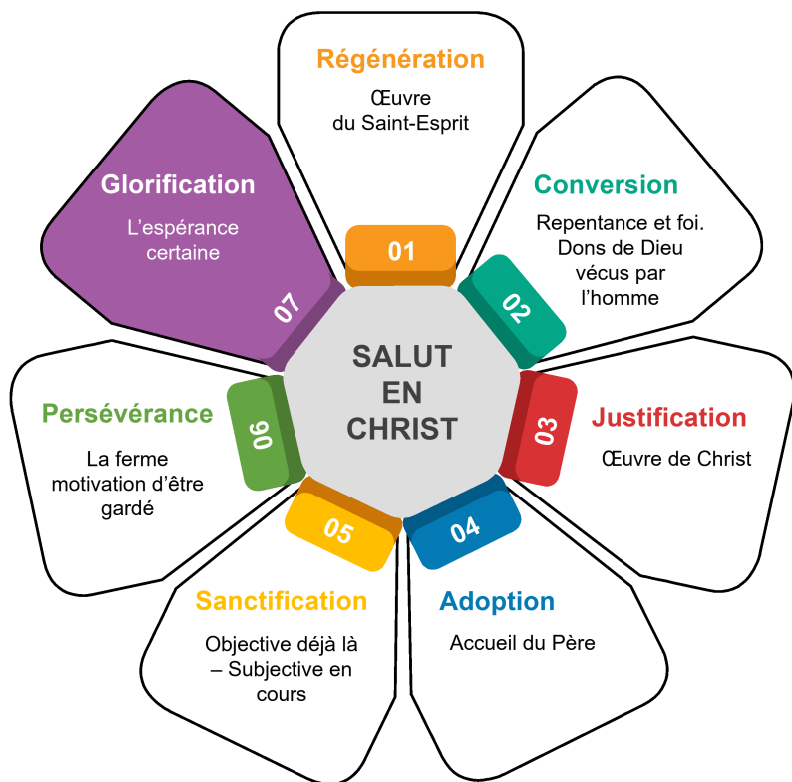 SALUT
EN
CHRIST
01
Régénération
Œuvre
du Saint-Esprit
02
Conversion
Repentance et foi.
Dons de Dieu
vécus par
l’homme
03
Justification
Œuvre de Christ
04
Adoption
Accueil du Père
05
Sanctification
Objective déjà là
– Subjective en
cours
06
Persévérance
La ferme
motivation d’être
gardé
07
Glorification
L’espérance
certaine